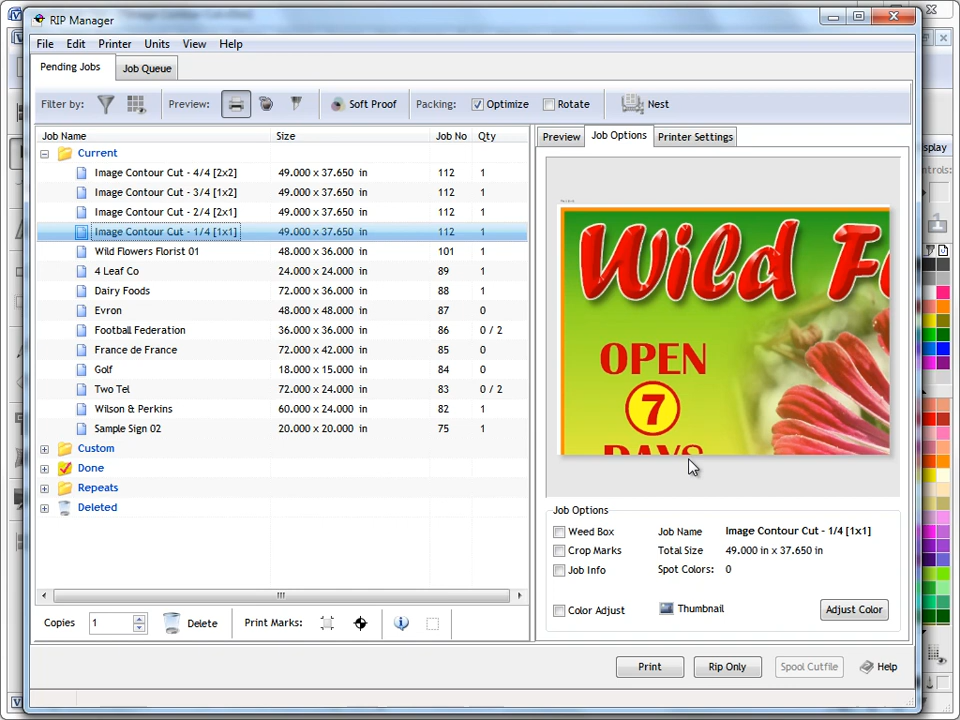 RIP Manager
File Edit Printer Units View Help
Pending Jobs Job Queue
Filter by: Preview: Soft Proof Packing: Optimize Rotate Nest
Job Name Size Job No Qty
Current
Image Contour Cut - 4/4 [2x2] 49.000 x 37.650 in 112 1
Image Contour Cut - 3/4 [1x2] 49.000 x 37.650 in 112 1
Image Contour Cut - 2/4 [2x1] 49.000 x 37.650 in 112 1
Image Contour Cut - 1/4 [1x1] 49.000 x 37.650 in 112 1
Wild Flowers Florist 01 48.000 x 36.000 in 101 1
4 Leaf Co 24.000 x 24.000 in 89 1
Dairy Foods 72.000 x 36.000 in 88 1
Evron 48.000 x 48.000 in 87 0
Football Federation 36.000 x 36.000 in 86 0 / 2
France de France 72.000 x 42.000 in 85 0
Golf 18.000 x 15.000 in 84 0
Two Tel 72.000 x 24.000 in 83 0 / 2
Wilson & Perkins 60.000 x 24.000 in 82 1
Sample Sign 02 20.000 x 20.000 in 75 1
Custom
Done
Repeats
Deleted
Copies 1 Delete Print Marks:
Preview Job Options Printer Settings
Wild F
OPEN
7
DAYS
Job Options
Weed Box Job Name Image Contour Cut - 1/4 [1x1]
Crop Marks Total Size 49.000 in x 37.650 in
Job Info Spot Colors: 0
Color Adjust Thumbnail Adjust Color
Print Rip Only Spool Cutfile Help
splay
ntrols: